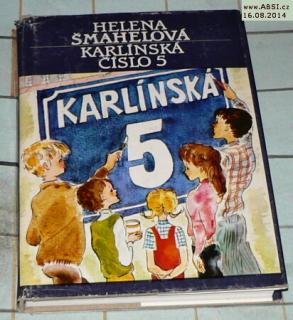 www.ABSI.cz
16.08.2014
HELENA
ŠMAHELOVÁ
KARLÍNSKÁ
ČÍSLO 5
KARLÍNSKÁ
5